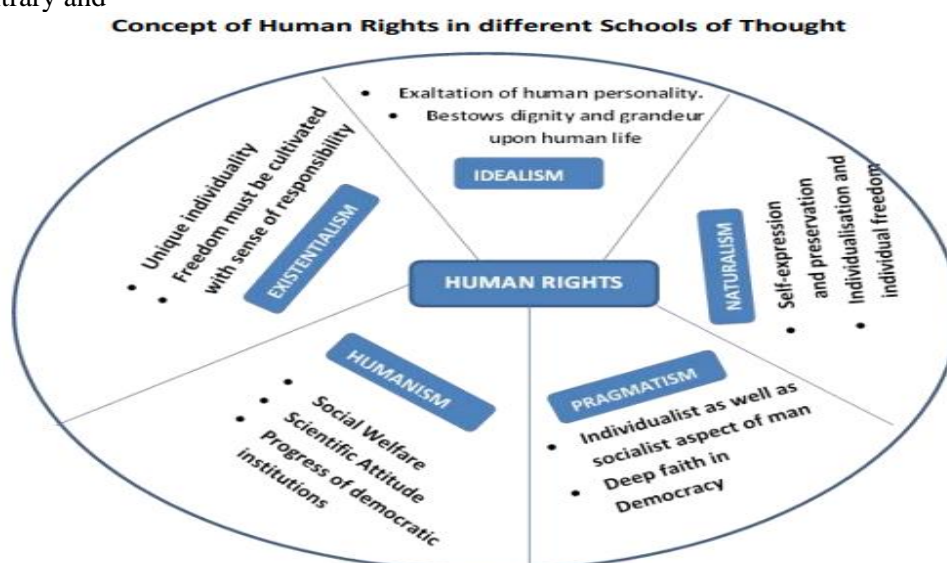 trary and
Concept of Human Rights in different Schools of Thought
• Exaltation of human personality.
• Bestows dignity and grandeur
upon human life
IDEALISM
• Unique individuality
• Freedom must be cultivated
with sense of responsibility
EXISTENTIALISM
HUMAN RIGHTS
NATURALISM
• Self-expression
and preservation
• Individualisation and
individual freedom
HUMANISM
• Social Welfare
• Scientific Attitude
• Progress of democratic
institutions
PRAGMATISM
• Individualist as well as
socialist aspect of man
• Deep faith in
Democracy